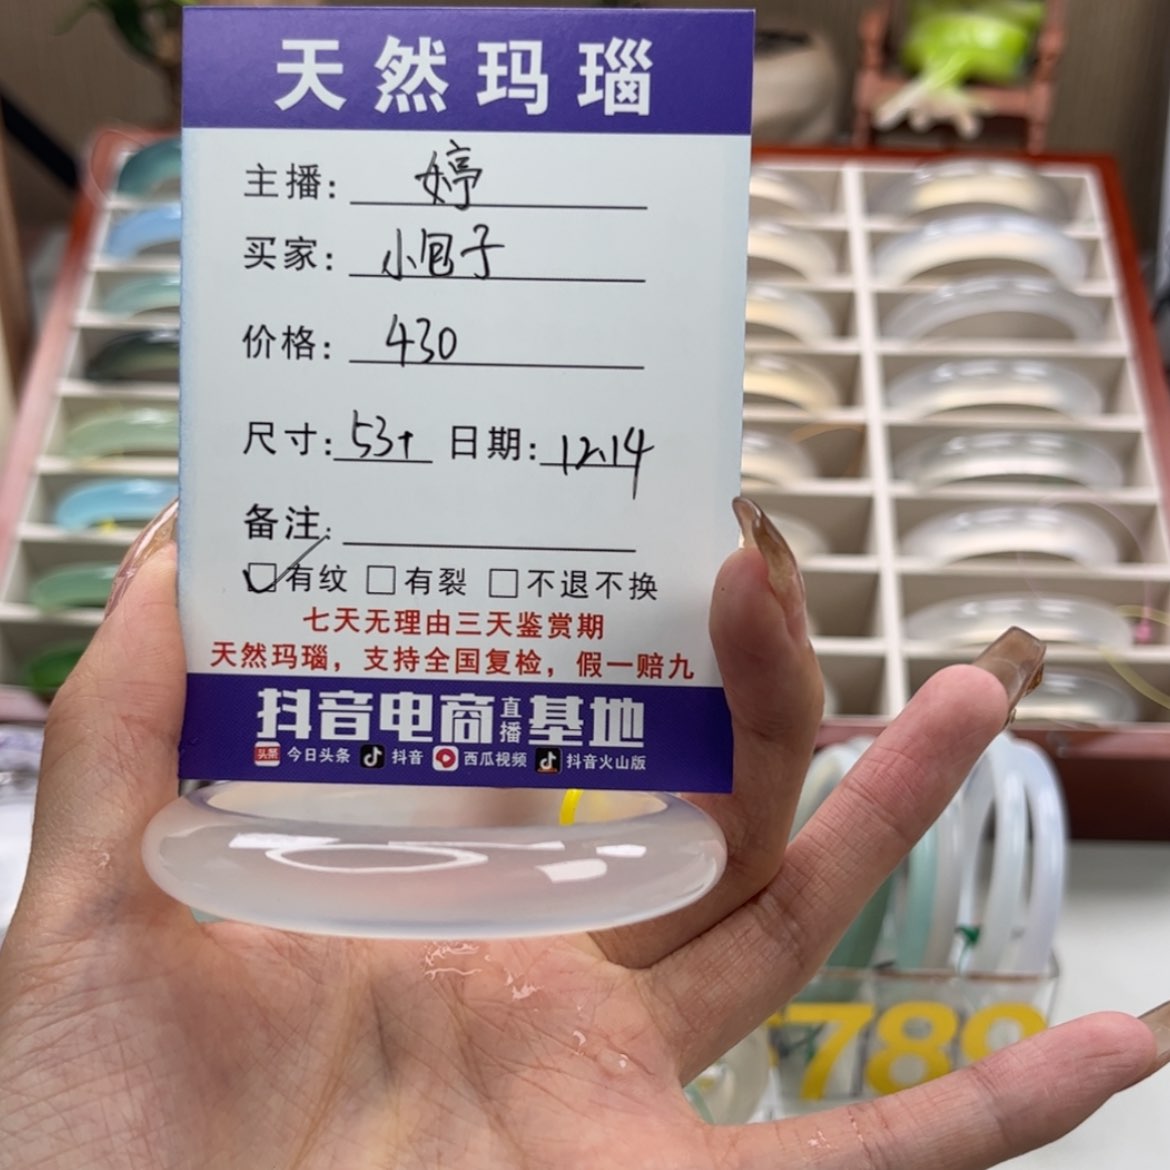 天然玛瑙
主播: 婷
买家: 小包子
价格: 430
尺寸: 53+ 日期: 12.14
备注:
☑有纹 □有裂 □不退不换
七天无理由三天鉴赏期
天然玛瑙，支持全国复检，假一赔九
抖音电商直播基地
头条 今日头条 抖音 西瓜视频 抖音火山版
789